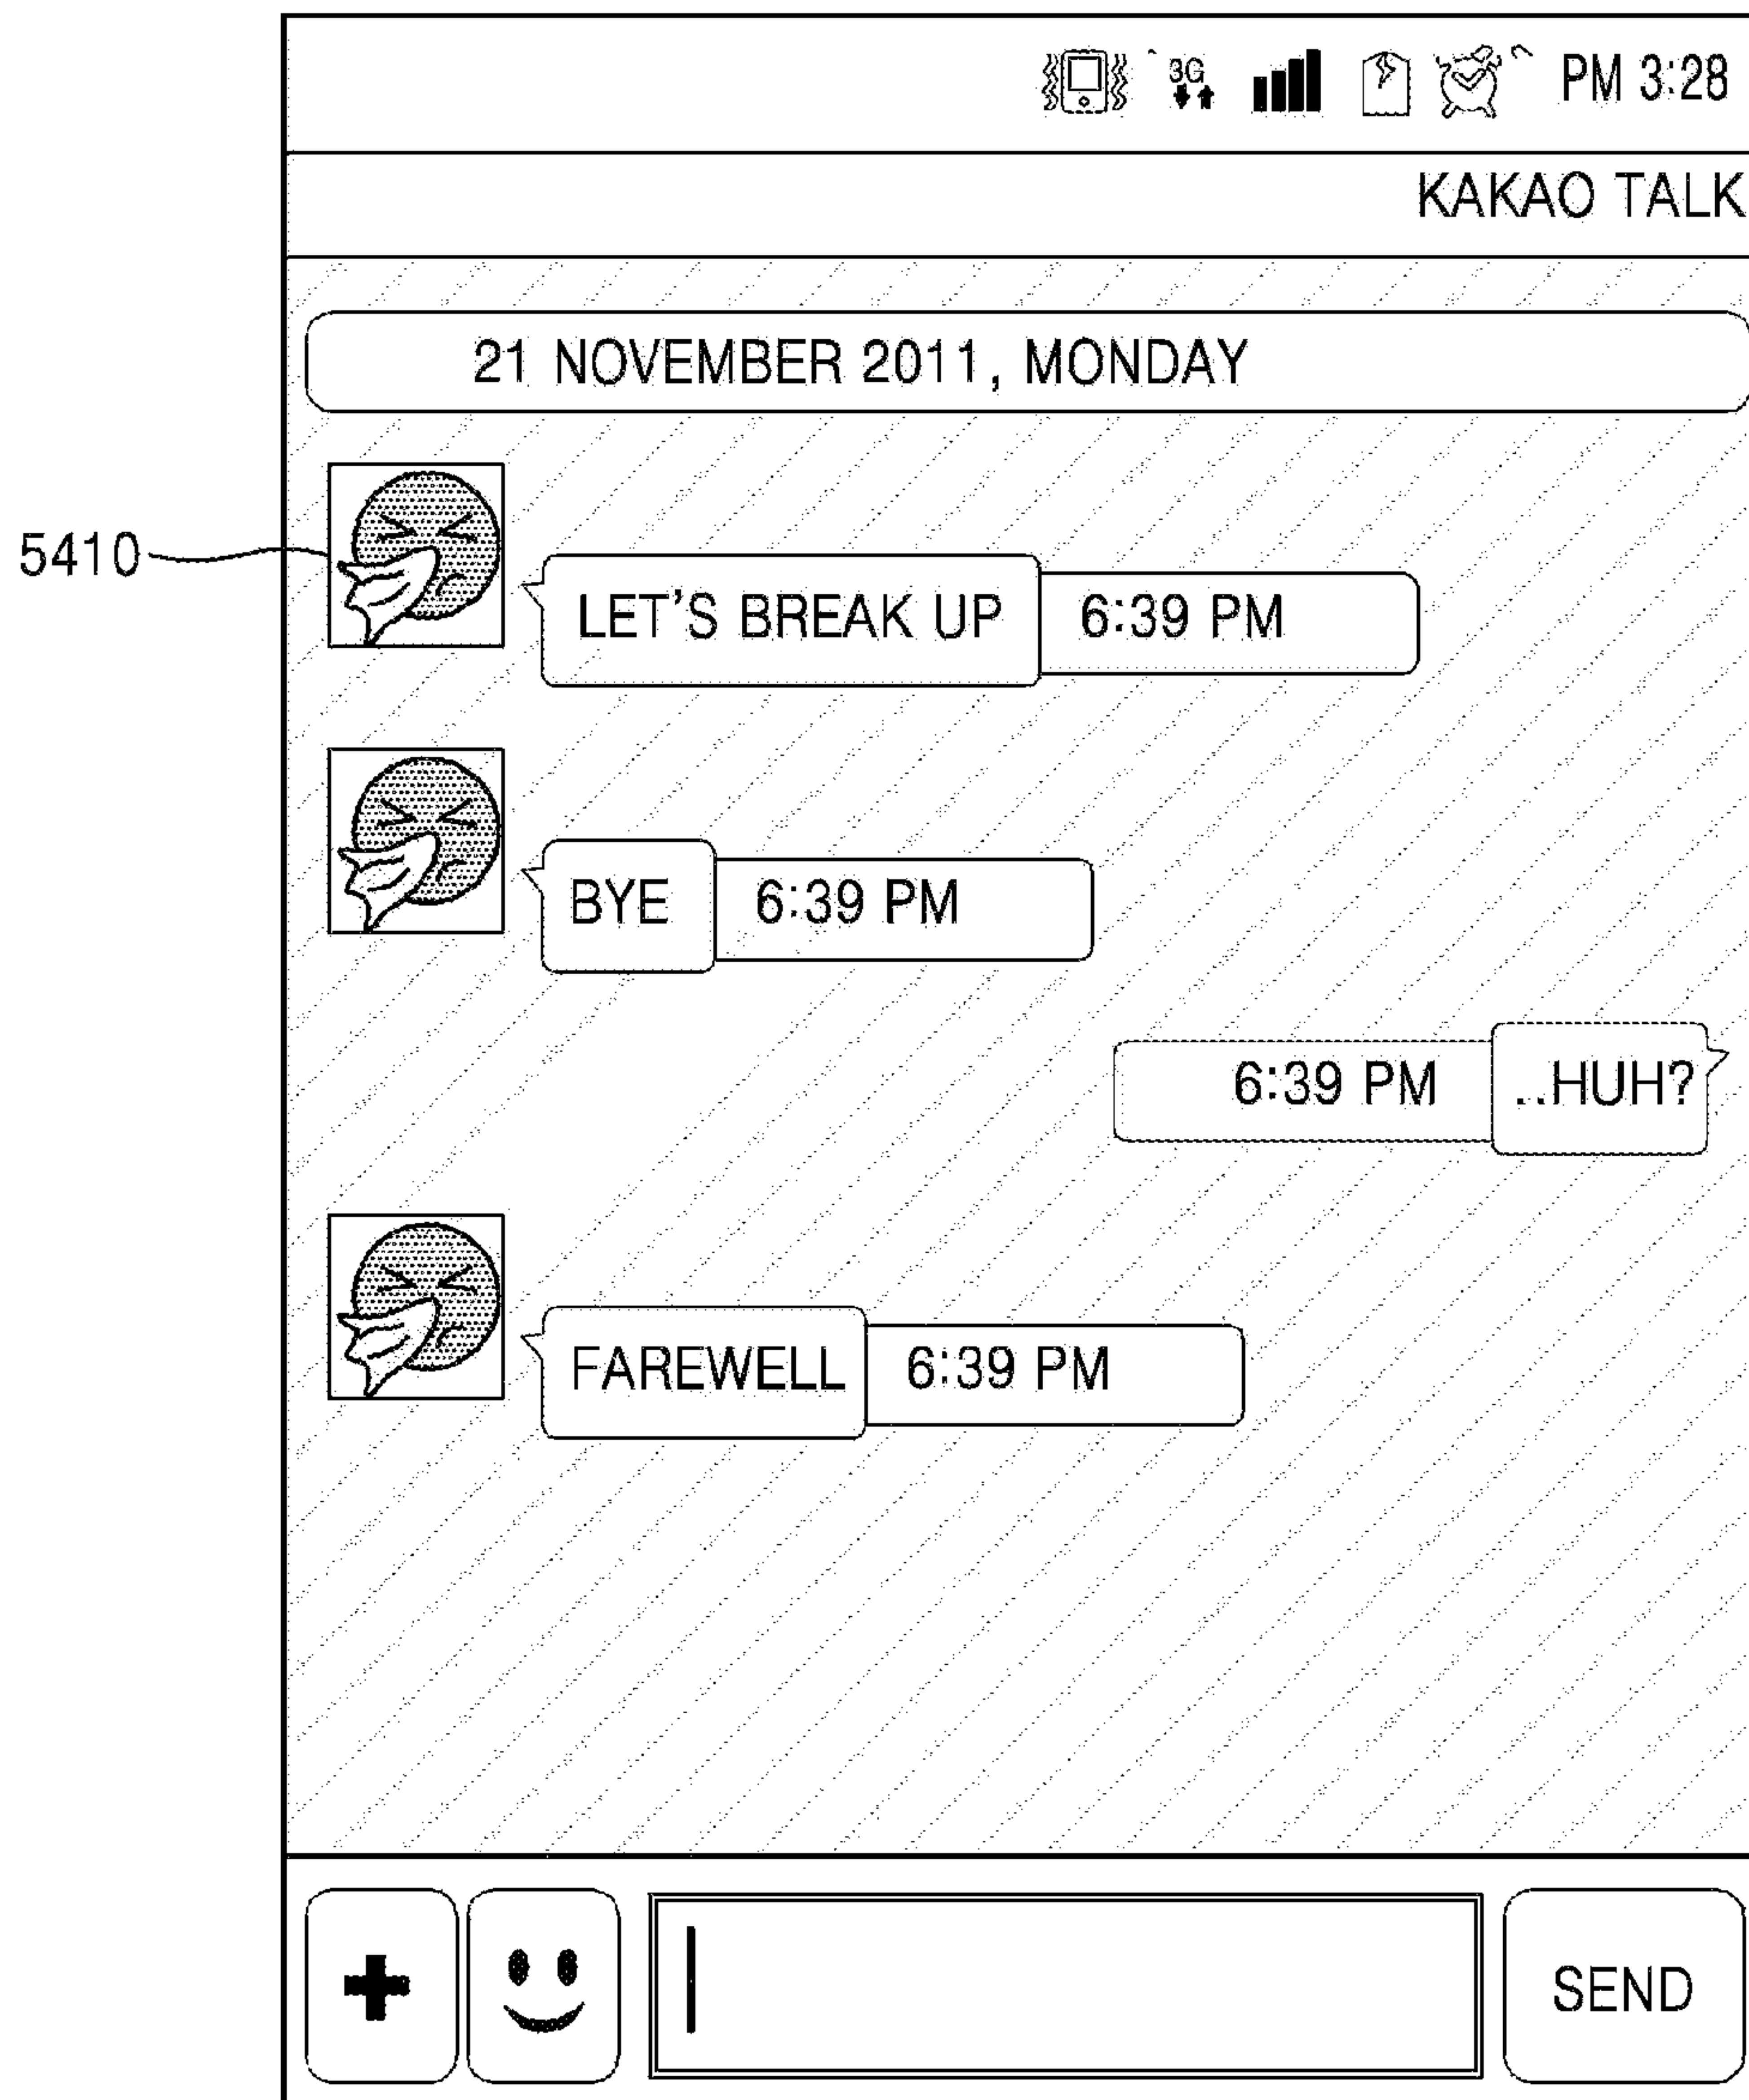 3G PM 3:28
KAKAO TALK
21 NOVEMBER 2011, MONDAY
5410
LET'S BREAK UP 6:39 PM
BYE 6:39 PM
6:39 PM ..HUH?
FAREWELL 6:39 PM
SEND